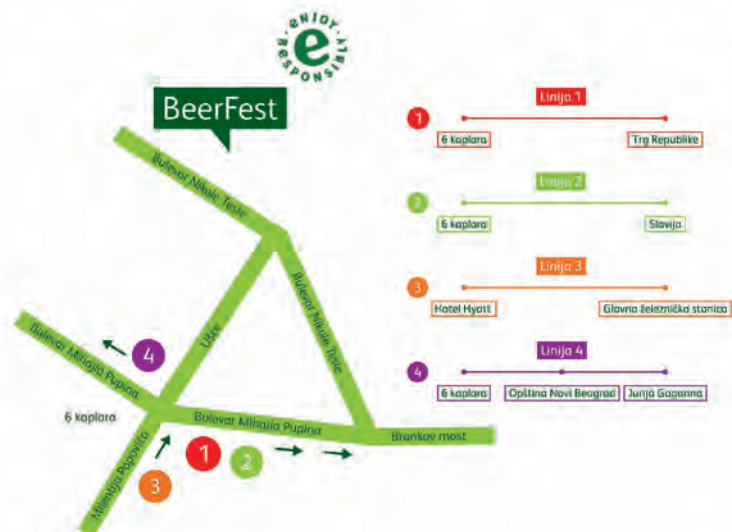 ENJOY RESPONSIBLY
e
BeerFest
Bulevar Nikole Tesle
Bulevar Nikole Tesle
Ušće
Bulevar Mihajla Pupina
4
6 kaplara
Bulevar Mihajla Pupina
Brankov most
Milentija Popovića
3
1
2
Linija 1
1
6 kaplara Trg Republike
Linija 2
2
6 kaplara Slavija
Linija 3
3
Hotel Hyatt Glavna železnička stanica
Linija 4
4
6 kaplara Opština Novi Beograd Jurija Gagarina